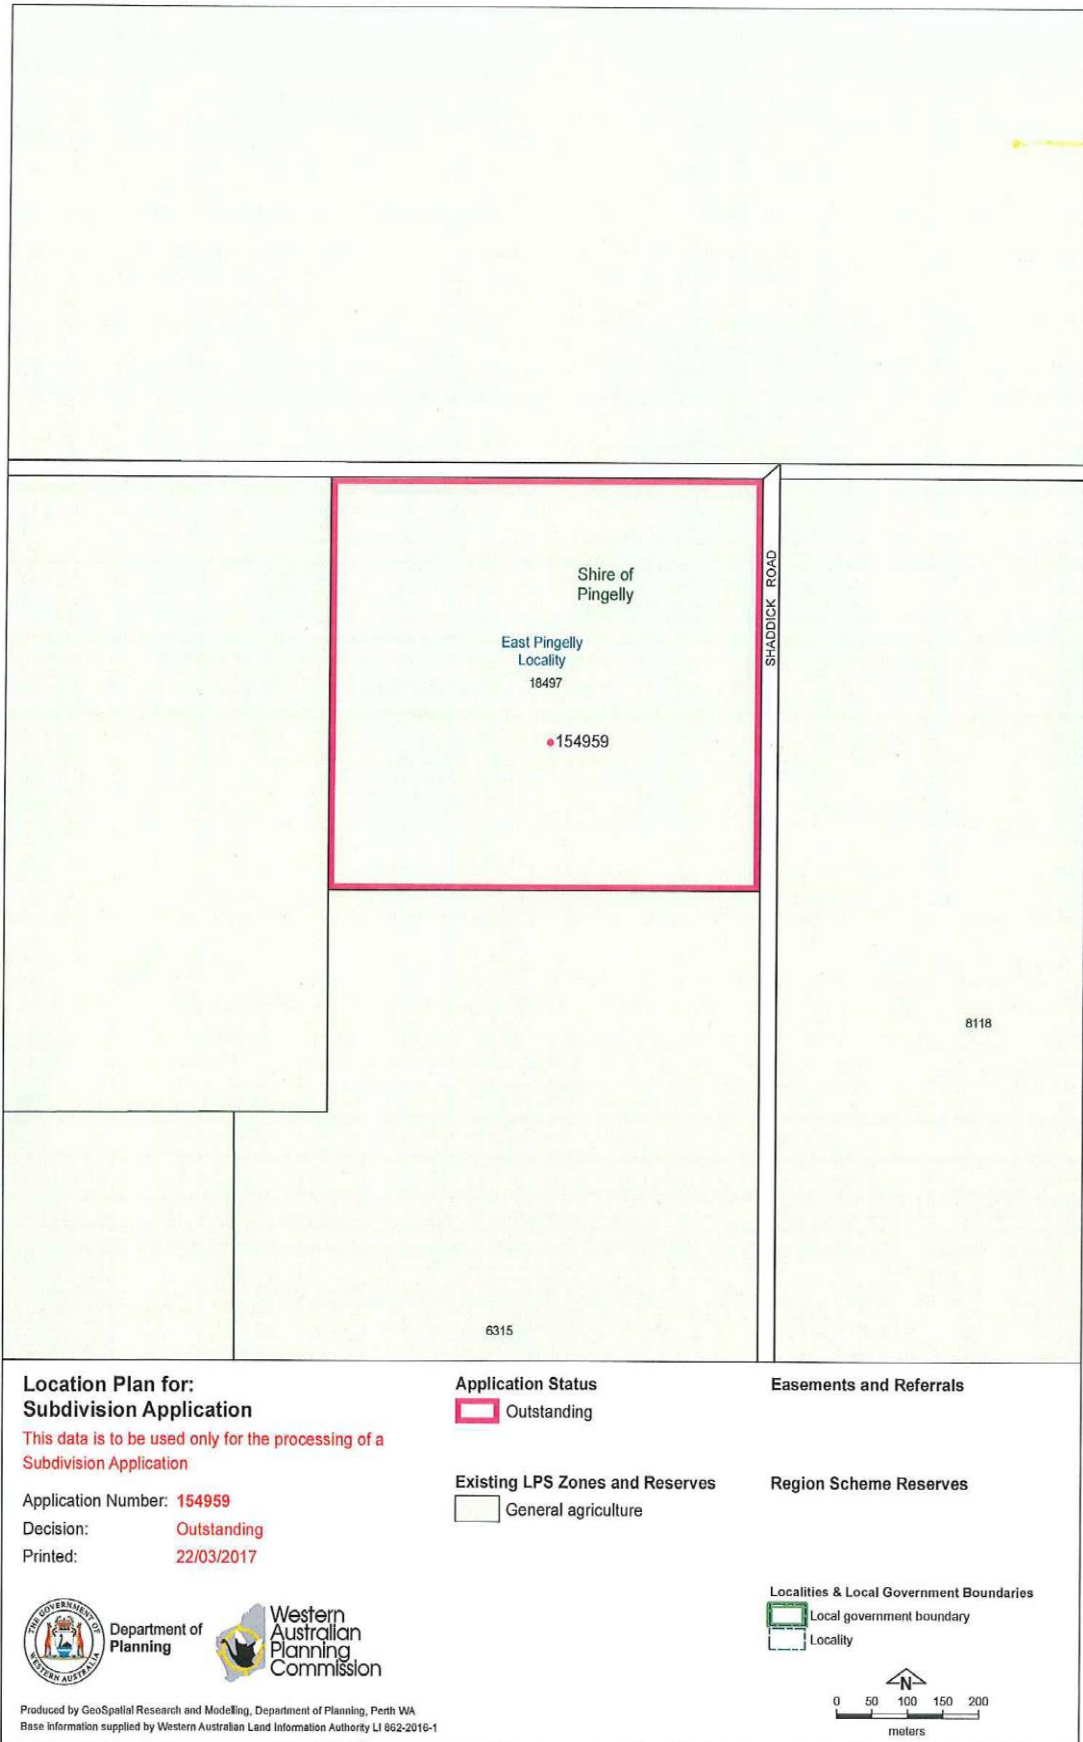 Shire of
Pingelly
East Pingelly
Locality
18497
154959
SHADDICK ROAD
8118
6315
Location Plan for:
Subdivision Application
This data is to be used only for the processing of a
Subdivision Application
Application Number: 154959
Decision: Outstanding
Printed: 22/03/2017
Application Status
Outstanding
Existing LPS Zones and Reserves
General agriculture
Easements and Referrals
Region Scheme Reserves
Localities & Local Government Boundaries
Local government boundary
Locality
THE GOVERNMENT OF
WESTERN AUSTRALIA
Department of
Planning
Western
Australian
Planning
Commission
N
0 50 100 150 200
meters
Produced by GeoSpatial Research and Modelling, Department of Planning, Perth WA
Base information supplied by Western Australian Land Information Authority LI 862-2016-1